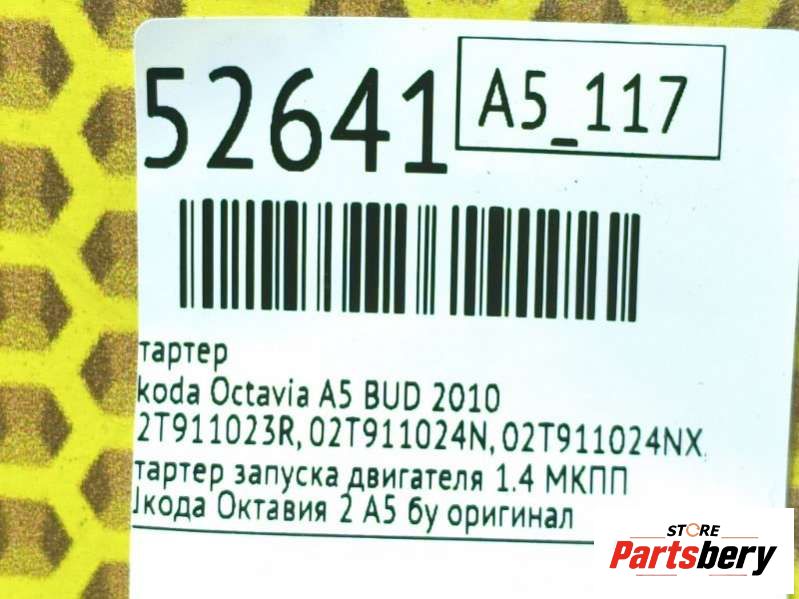 52641
A5_117
тартер
koda Octavia A5 BUD 2010
2T911023R, 02T911024N, 02T911024NX
тартер запуска двигателя 1.4 МКПП
кода Октавия 2 А5 бу оригинал
STORE
Partsbery